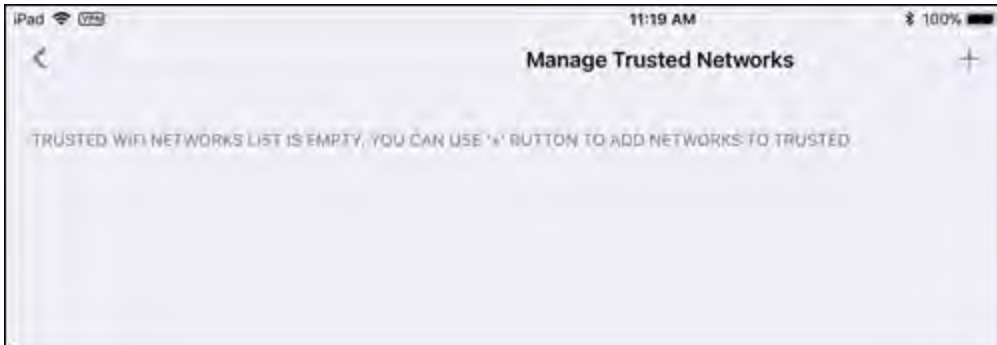 iPad VPN 11:19 AM 100%
Manage Trusted Networks +
TRUSTED WIFI NETWORKS LIST IS EMPTY. YOU CAN USE '+' BUTTON TO ADD NETWORKS TO TRUSTED